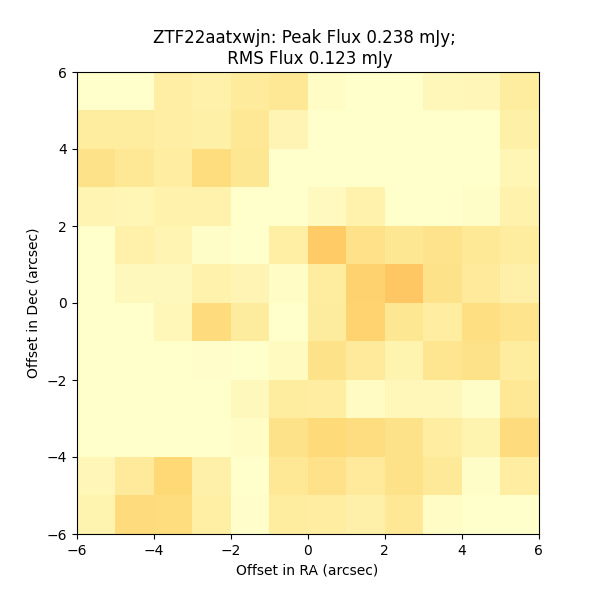 ZTF22aatxwjn: Peak Flux 0.238 mJy;
RMS Flux 0.123 mJy
6
4
2
0
−2
−4
−6
Offset in Dec (arcsec)
−6 −4 −2 0 2 4 6
Offset in RA (arcsec)